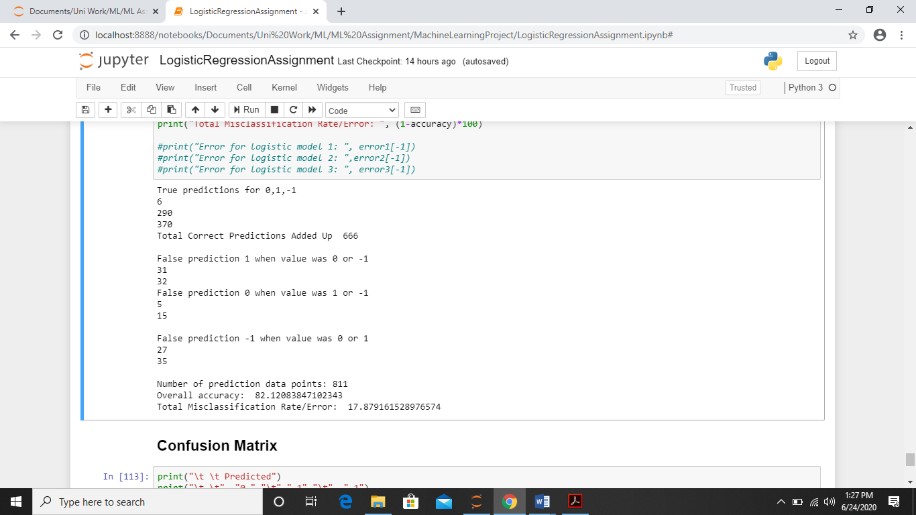 Documents/Uni Work/ML/ML As
LogisticRegressionAssignment -
localhost:8888/notebooks/Documents/Uni%20Work/ML/ML%20Assignment/MachineLearningProject/LogisticRegressionAssignment.ipynb#
jupyter LogisticRegressionAssignment Last Checkpoint: 14 hours ago (autosaved)
Logout
File Edit View Insert Cell Kernel Widgets Help
Trusted
Python 3
Run
Code
print("Total Misclassification Rate/Error: ", (1-accuracy)*100)
#print("Error for logistic model 1: ", error1[-1])
#print("Error for logistic model 2: ",error2[-1])
#print("Error for logistic model 3: ", error3[-1])
True predictions for 0,1,-1
6
290
370
Total Correct Predictions Added Up  666
False prediction 1 when value was 0 or -1
31
32
False prediction 0 when value was 1 or -1
5
15
False prediction -1 when value was 0 or 1
27
35
Number of prediction data points: 811
Overall accuracy:  82.12083847102343
Total Misclassification Rate/Error:  17.879161528976574
Confusion Matrix
In [113]: print("\t \t Predicted")
Type here to search
1:27 PM
6/24/2020